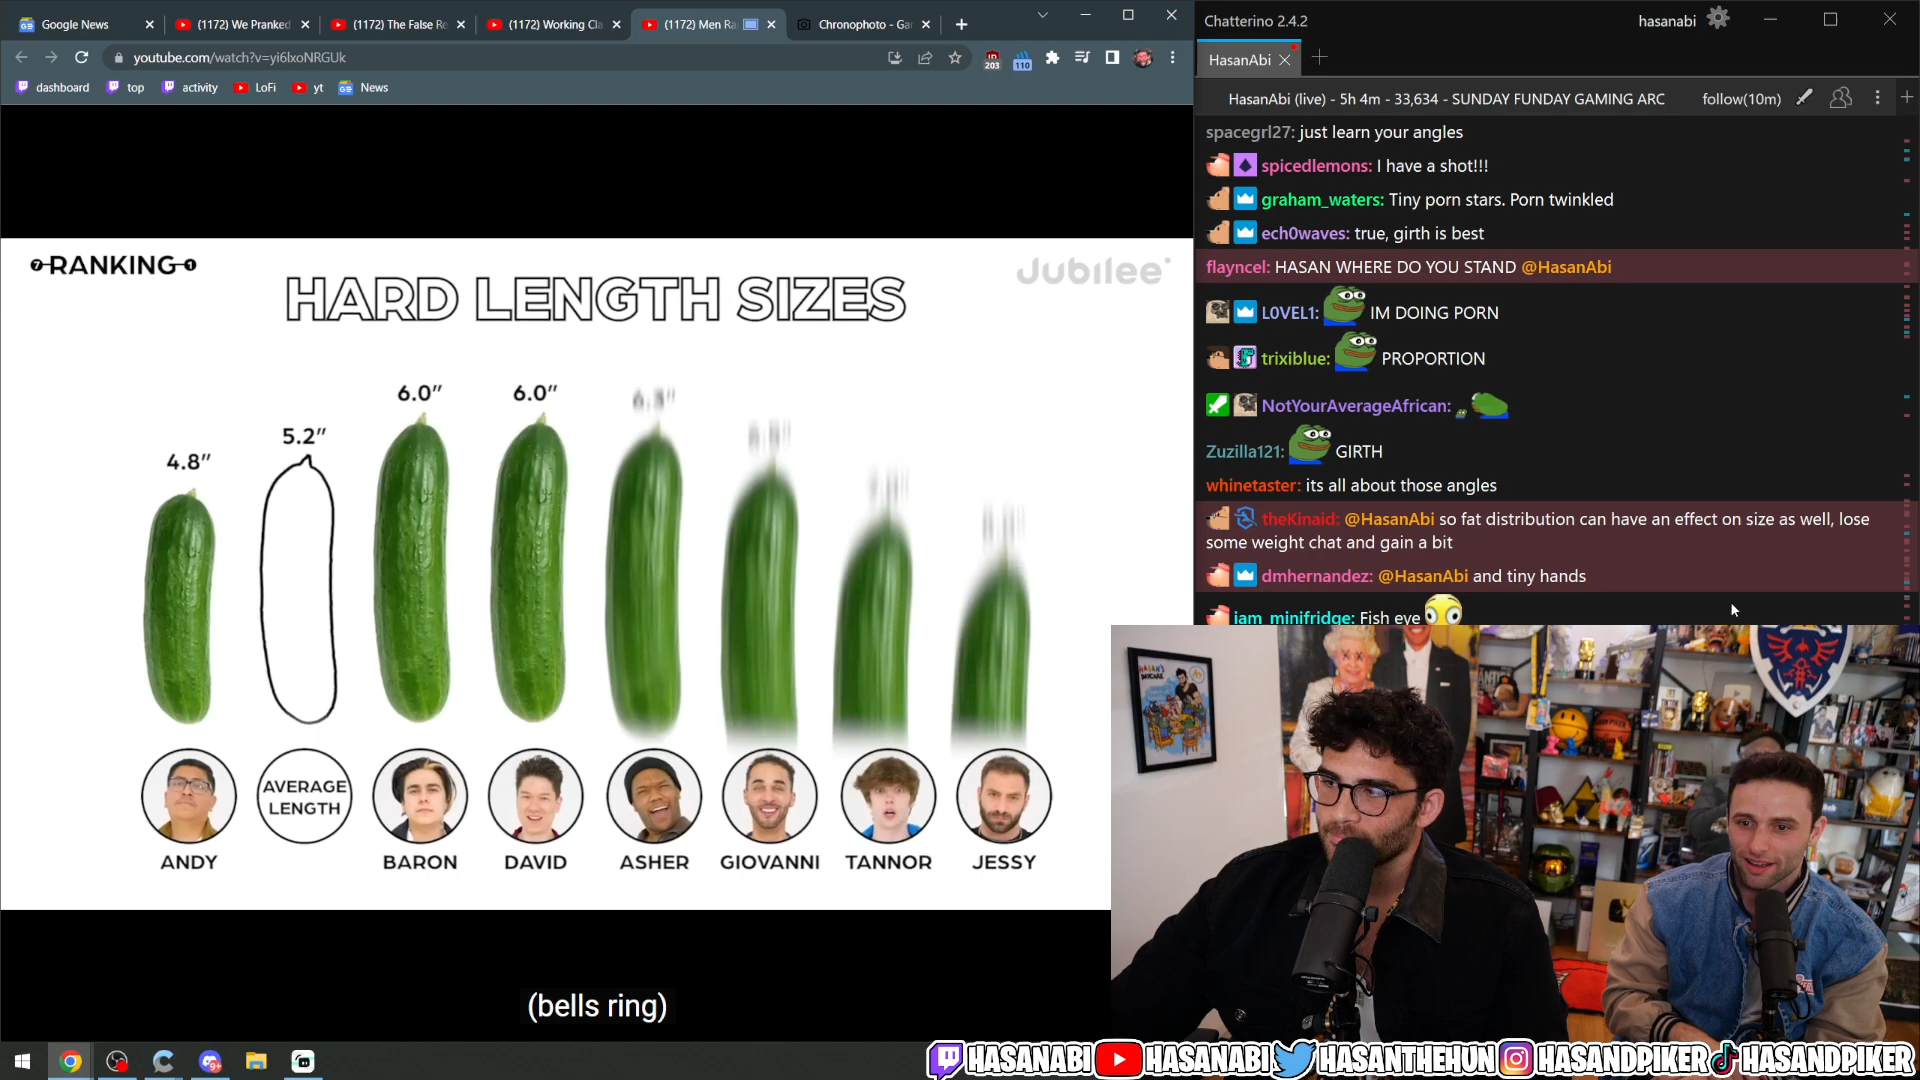 Google News
(1172) We Pranked
(1172) The False Re
(1172) Working Cla
(1172) Men Ra
Chronophoto - Ga
youtube.com/watch?v=yi6lxoNRGUk
203
110
dashboard
top
activity
LoFi
yt
News
RANKING
HARD LENGTH SIZES
Jubilee
4.8"
5.2"
6.0"
6.0"
ANDY
AVERAGE
LENGTH
BARON
DAVID
ASHER
GIOVANNI
TANNOR
JESSY
(bells ring)
Chatterino 2.4.2
hasanabi
HasanAbi
HasanAbi (live) - 5h 4m - 33,634 - SUNDAY FUNDAY GAMING ARC
follow(10m)
spacegrl27: just learn your angles
spicedlemons: I have a shot!!!
graham_waters: Tiny porn stars. Porn twinkled
ech0waves: true, girth is best
flayncel: HASAN WHERE DO YOU STAND @HasanAbi
L0VEL1: IM DOING PORN
trixiblue: PROPORTION
NotYourAverageAfrican:
Zuzilla121: GIRTH
whinetaster: its all about those angles
theKinaid: @HasanAbi so fat distribution can have an effect on size as well, lose
some weight chat and gain a bit
dmhernandez: @HasanAbi and tiny hands
iam_minifridge: Fish eye
HASANABI HASANABI HASANTHEHUN HASANDPIKER HASANDPIKER